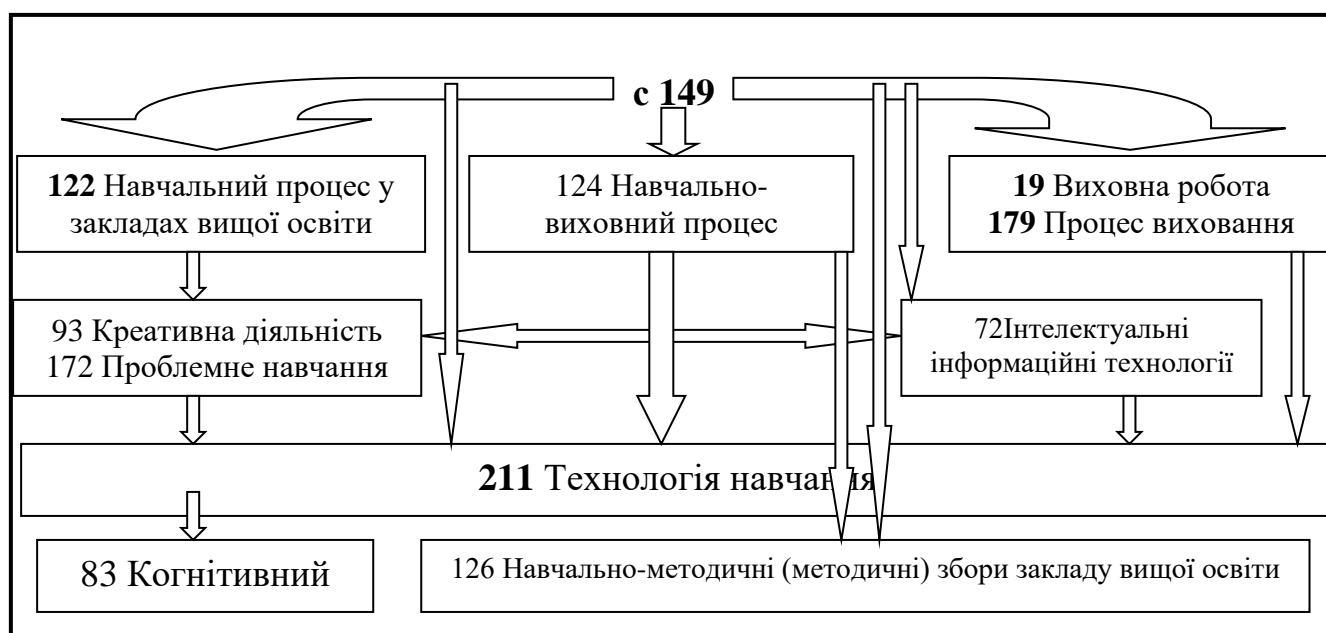 с 149
122 Навчальний процес у
закладах вищої освіти
124 Навчально-
виховний процес
19 Виховна робота
179 Процес виховання
93 Креативна діяльність
172 Проблемне навчання
72Інтелектуальні
інформаційні технології
211 Технологія навчання
83 Когнітивний
126 Навчально-методичні (методичні) збори закладу вищої освіти